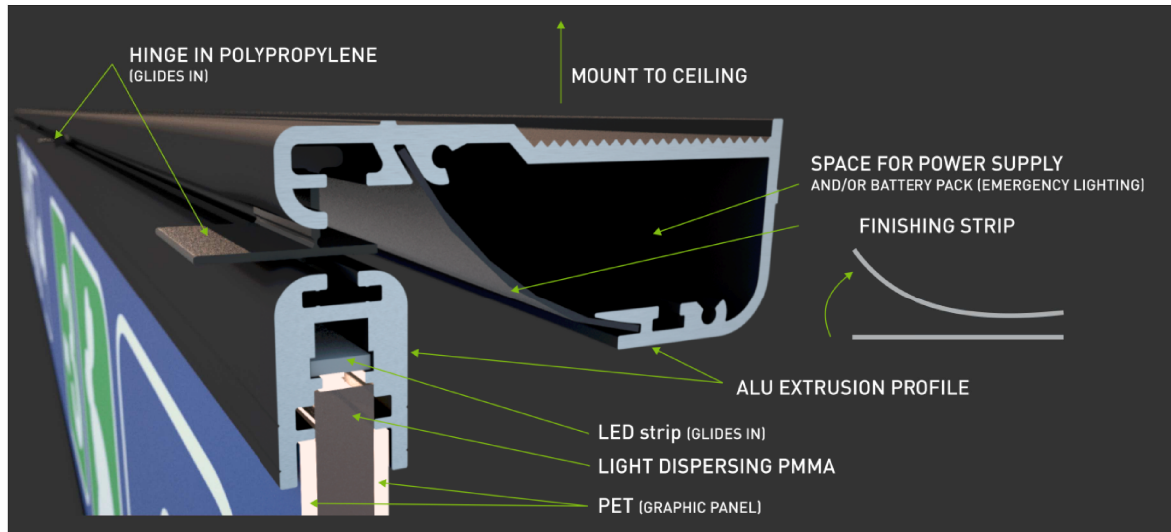 HINGE IN POLYPROPYLENE
(GLIDES IN)
MOUNT TO CEILING
SPACE FOR POWER SUPPLY
AND/OR BATTERY PACK (EMERGENCY LIGHTING)
FINISHING STRIP
ALU EXTRUSION PROFILE
LED strip (GLIDES IN)
LIGHT DISPERSING PMMA
PET (GRAPHIC PANEL)